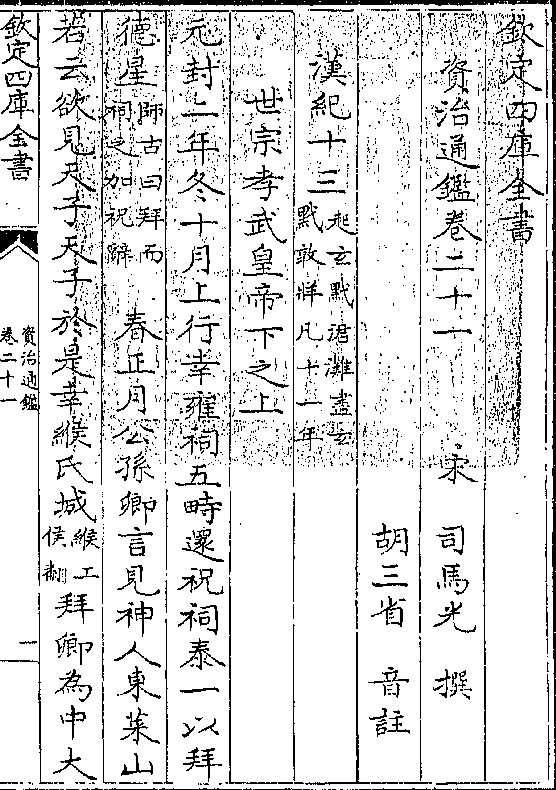 欽定四庫全書
資治通鑑卷二十一
宋 司馬光 撰
胡三省 音註
漢紀十三起玄黓涒灘盡玄黓敦牂凡十一年
世宗孝武皇帝下之上
元封二年冬十月上行幸雍祠五畤還祝祠泰一以拜
德星師古曰拜而祠之加祝辭 春正月公孫卿言見神人東萊山
若云欲見天子天子於是幸緱氏城緱工侯翻拜卿為中大
欽定四庫全書
資治通鑑
卷二十一
一